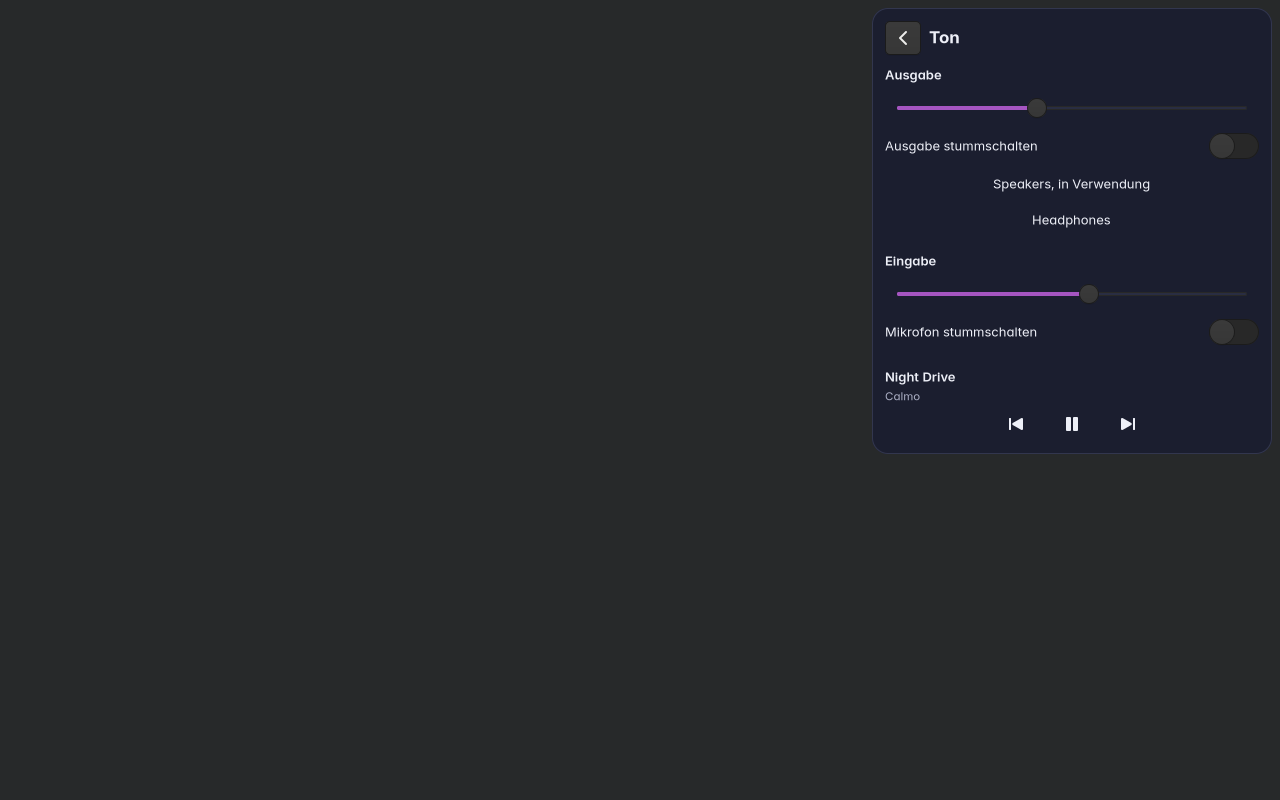 Ton
Ausgabe
Ausgabe stummschalten
Speakers, in Verwendung
Headphones
Eingabe
Mikrofon stummschalten
Night Drive
Calmo